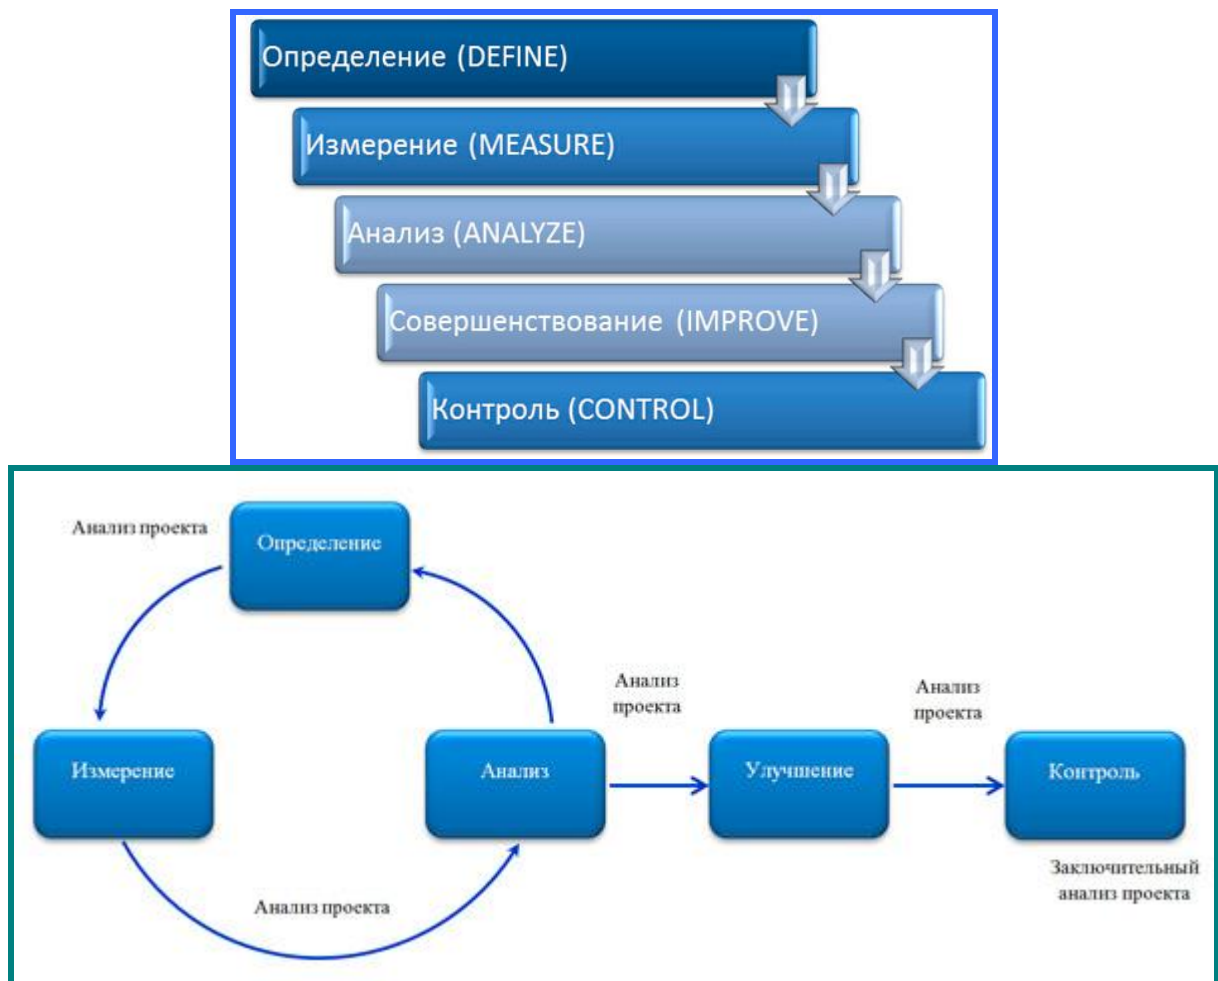 Определение (DEFINE)
Измерение (MEASURE)
Анализ (ANALYZE)
Совершенствование (IMPROVE)
Контроль (CONTROL)
Анализ проекта
Определение
Анализ
проекта
Анализ
проекта
Измерение
Анализ
Улучшение
Контроль
Анализ проекта
Заключительный
анализ проекта